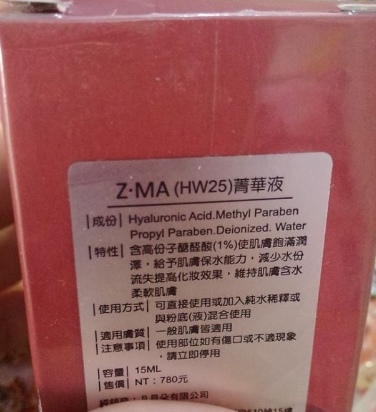 Z·MA (HW25)菁華液
成份 Hyaluronic Acid.Methyl Paraben
Propyl Paraben.Deionized. Water
特性 含高份子醣醛酸(1%)使肌膚飽滿潤
澤，給予肌膚保水能力，減少水份
流失提高化妝效果，維持肌膚含水
柔軟肌膚
使用方式 可直接使用或加入純水稀釋或
與粉底(液)混合使用
適用膚質 一般肌膚皆適用
注意事項 使用部位如有傷口或不適現象
，請立即停用
容量 15ML
售價 NT：780元
有限公司